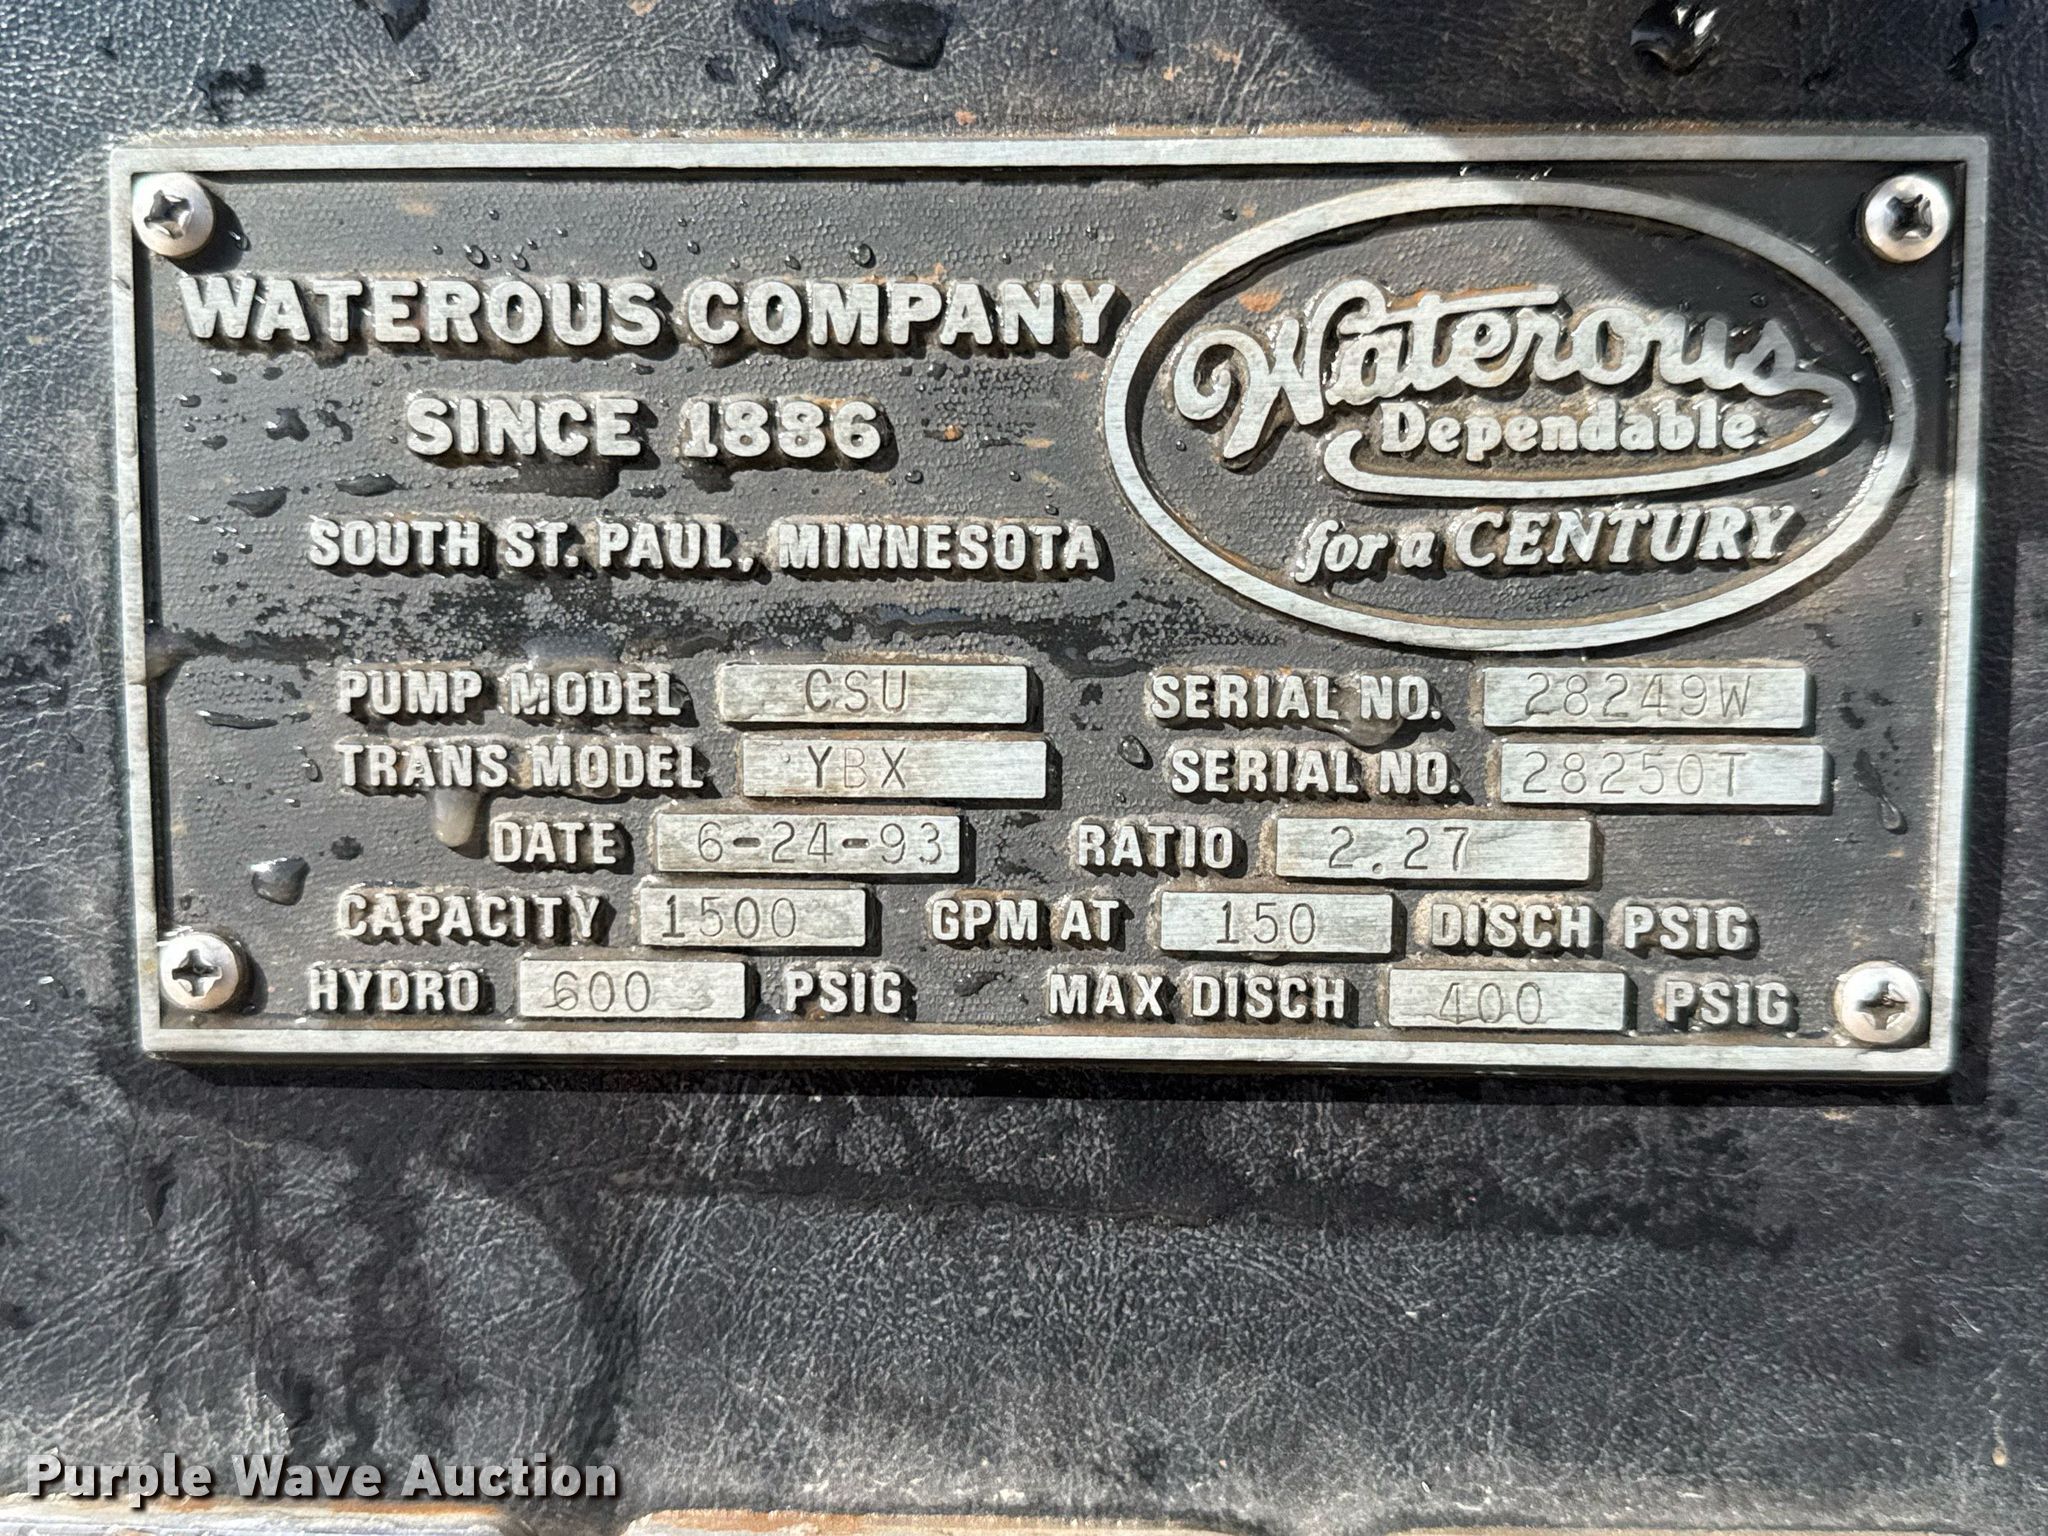 WATEROUS COMPANY
SINCE 1886
SOUTH ST. PAUL, MINNESOTA
Waterous
Dependable
for a CENTURY
PUMP MODEL CSU SERIAL NO. 28249W
TRANS MODEL YBX SERIAL NO. 28250T
DATE 6-24-93 RATIO 2.27
CAPACITY 1500 GPM AT 150 DISCH PSIG
HYDRO 600 PSIG MAX DISCH 400 PSIG
Purple Wave Auction